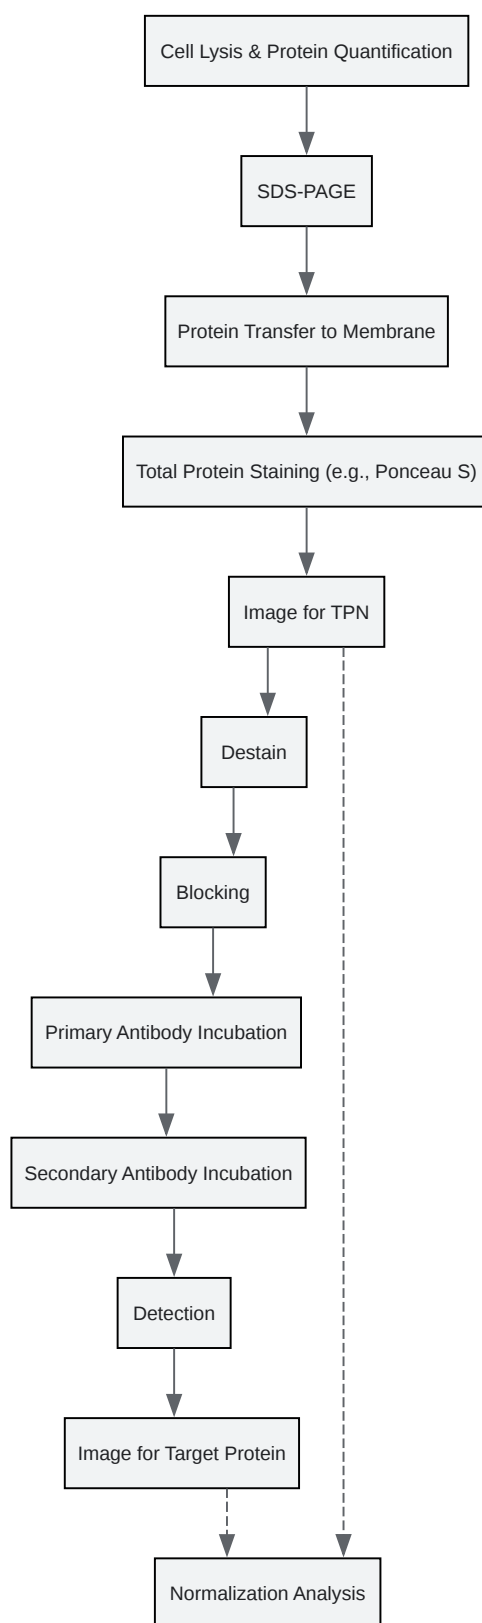 Cell Lysis & Protein Quantification
SDS-PAGE
Protein Transfer to Membrane
Total Protein Staining (e.g., Ponceau S)
Image for TPN
Destain
Blocking
Primary Antibody Incubation
Secondary Antibody Incubation
Detection
Image for Target Protein
Normalization Analysis